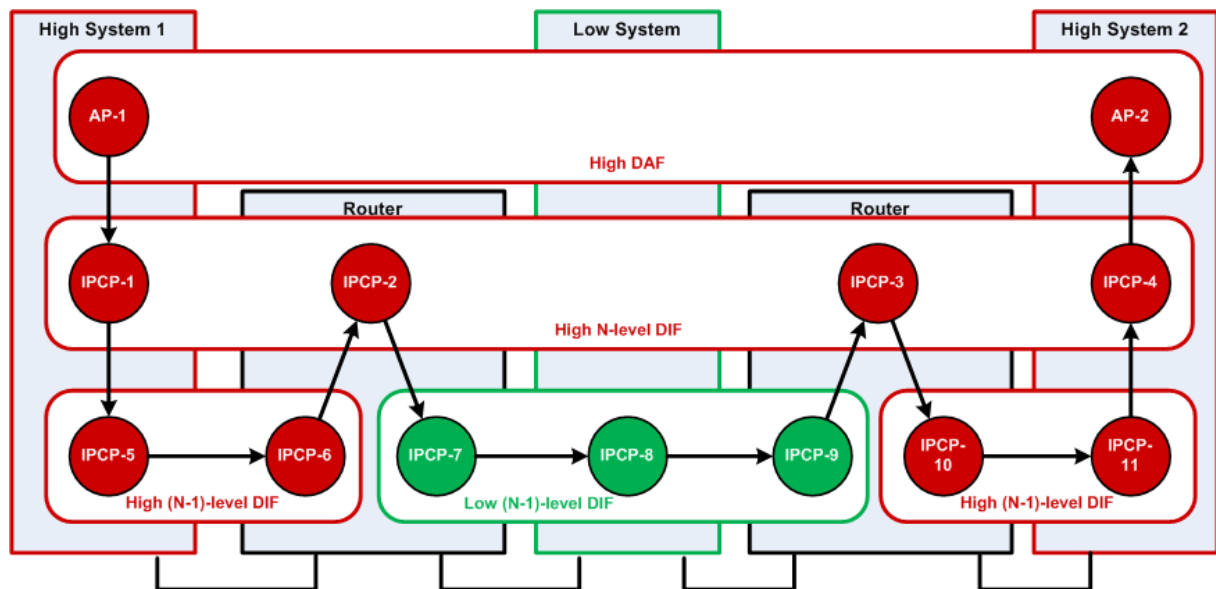 High System 1
Low System
High System 2
AP-1
AP-2
High DAF
Router
Router
IPCP-1
IPCP-2
IPCP-3
IPCP-4
High N-level DIF
IPCP-5
IPCP-6
IPCP-7
IPCP-8
IPCP-9
IPCP-
10
IPCP-
11
High (N-1)-level DIF
Low (N-1)-level DIF
High (N-1)-level DIF